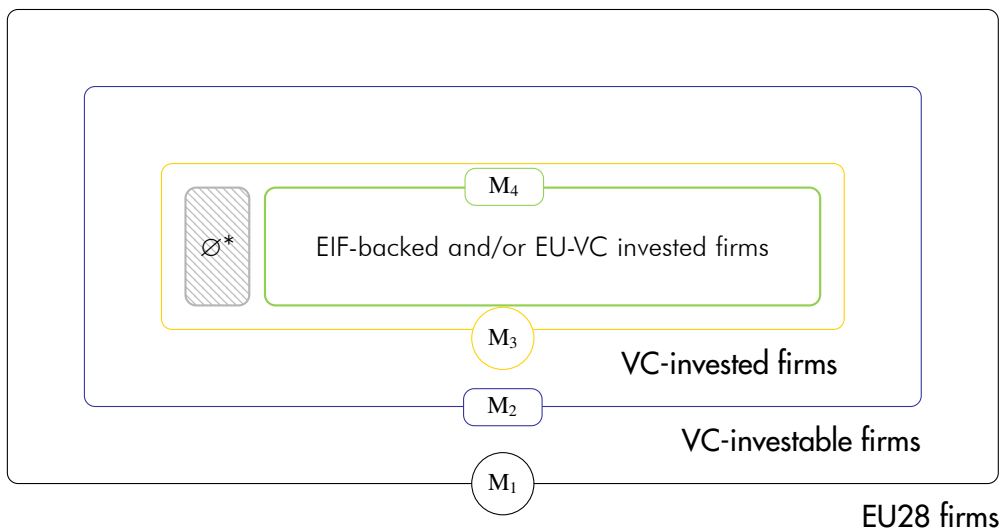 M₄
∅* EIF-backed and/or EU-VC invested firms
M₃
VC-invested firms
M₂
VC-investable firms
M₁
EU28 firms